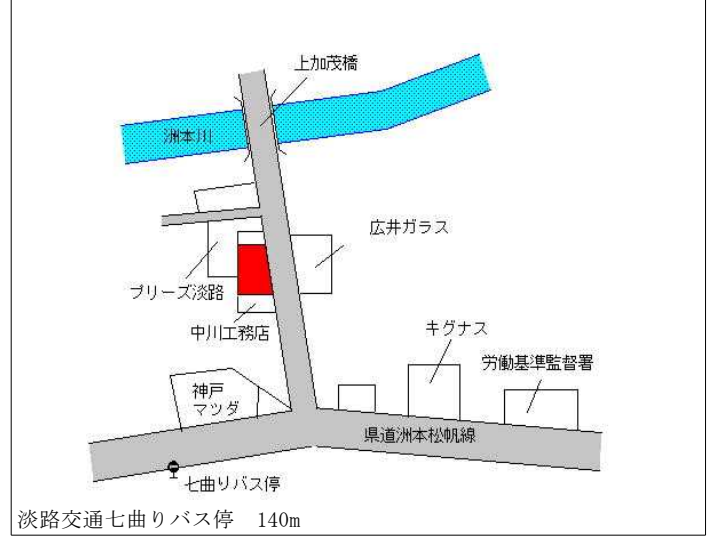 上加茂橋
洲本川
広井ガラス
ブリーズ淡路
中川工務店
キグナス
労働基準監督署
神戸
マツダ
県道洲本松帆線
七曲りバス停
淡路交通七曲りバス停　140m